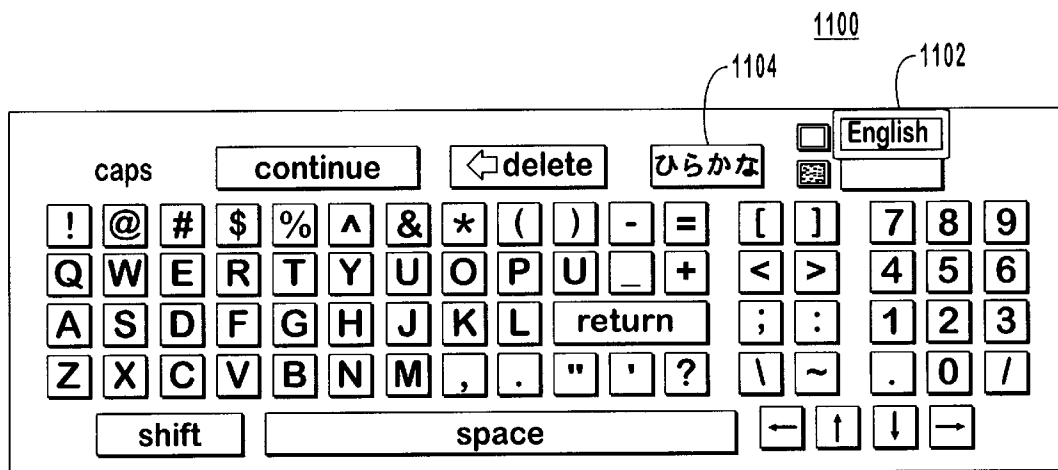 1100
1102
1104
English
caps continue ⇦delete ひらかな
! @ # $ % ^ & * ( ) - = [ ] 7 8 9
Q W E R T Y U O P U _ + < > 4 5 6
A S D F G H J K L return ; : 1 2 3
Z X C V B N M , . " ' ? \ ~ . 0 /
shift space ← ↑ ↓ →